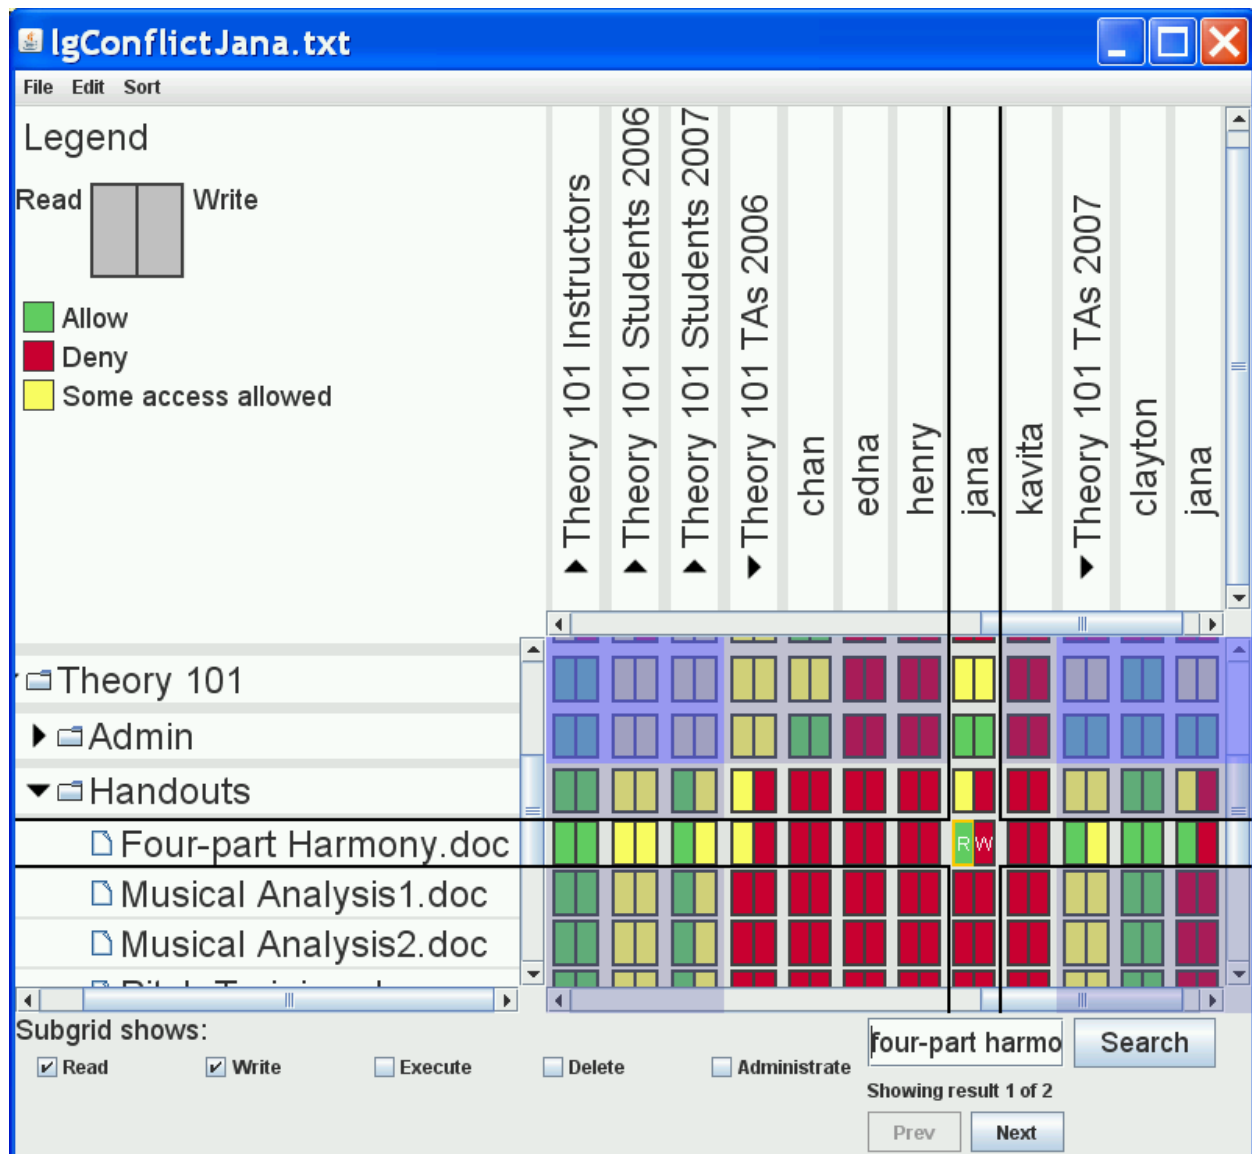 lgConflictJana.txt
File Edit Sort
Legend
Read Write
Allow
Deny
Some access allowed
Theory 101 Instructors
Theory 101 Students 2006
Theory 101 Students 2007
Theory 101 TAs 2006
chan
edna
henry
jana
kavita
Theory 101 TAs 2007
clayton
jana
Theory 101
Admin
Handouts
Four-part Harmony.doc
R W
Musical Analysis1.doc
Musical Analysis2.doc
Subgrid shows:
Read Write Execute Delete Administrate
four-part harmo Search
Showing result 1 of 2
Prev Next